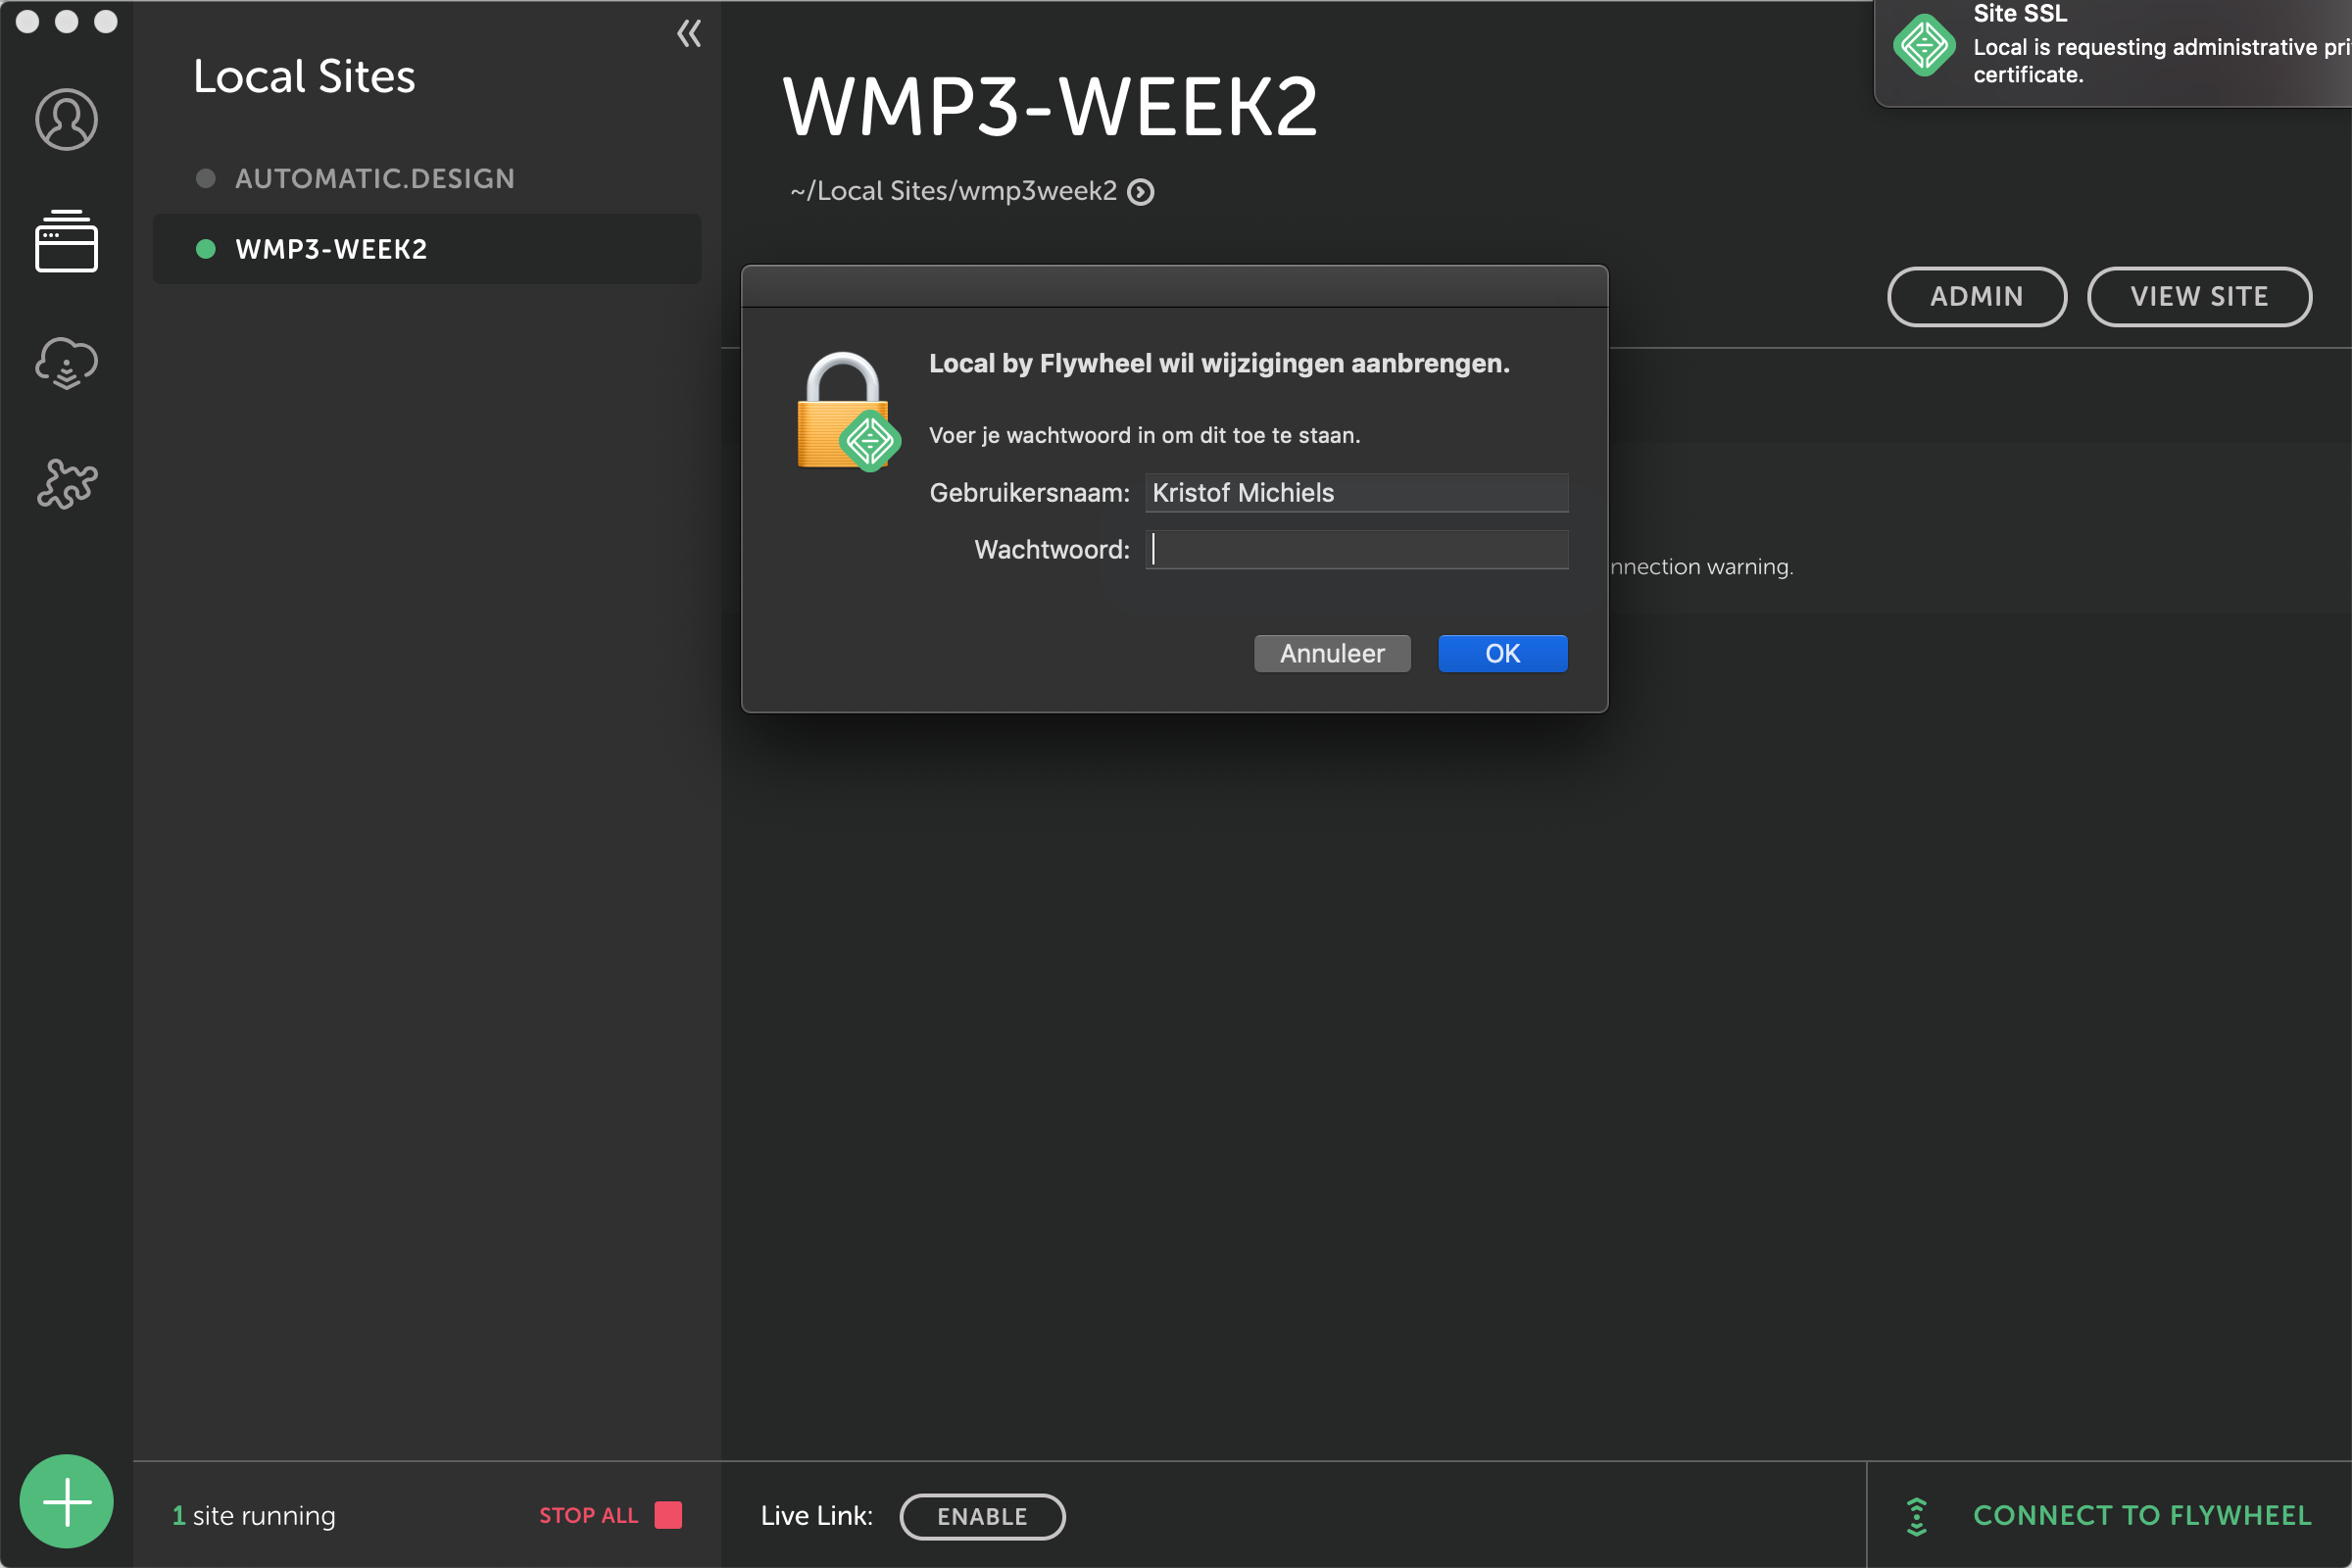 Local Sites
AUTOMATIC.DESIGN
WMP3-WEEK2
1 site running
STOP ALL
WMP3-WEEK2
~/Local Sites/wmp3week2
Site SSL
Local is requesting administrative pri
certificate.
ADMIN
VIEW SITE
Local by Flywheel wil wijzigingen aanbrengen.
Voer je wachtwoord in om dit toe te staan.
Gebruikersnaam: Kristof Michiels
Wachtwoord:
Annuleer
OK
nnection warning.
Live Link:
ENABLE
CONNECT TO FLYWHEEL